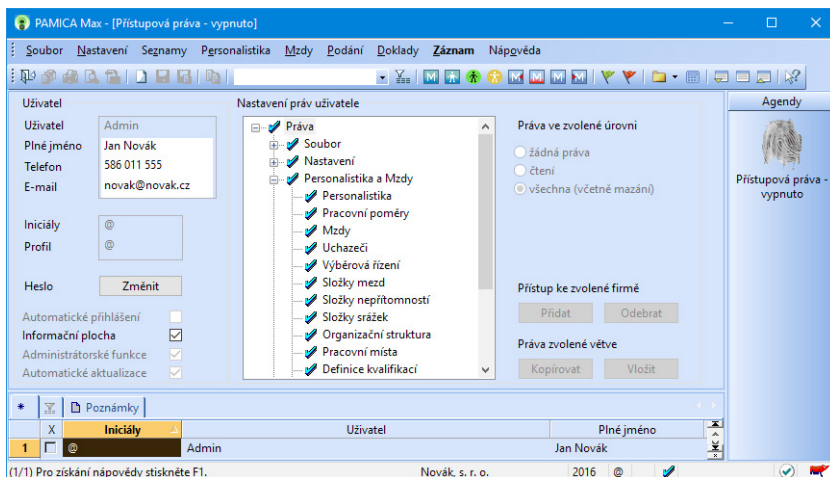 PAMICA Max - [Přístupová práva - vypnuto]
Soubor Nastavení Seznamy Personalistika Mzdy Podání Doklady Záznam Nápověda
Uživatel
Uživatel Admin
Plné jméno Jan Novák
Telefon 586 011 555
E-mail novak@novak.cz
Iniciály @
Profil @
Heslo Změnit
Automatické přihlášení
Informační plocha
Administrátorské funkce
Automatické aktualizace
Nastavení práv uživatele
Práva
Soubor
Nastavení
Personalistika a Mzdy
Personalistika
Pracovní poměry
Mzdy
Uchazeči
Výběrová řízení
Složky mezd
Složky nepřítomností
Složky srážek
Organizační struktura
Pracovní místa
Definice kvalifikací
Práva ve zvolené úrovni
žádná práva
čtení
všechna (včetně mazání)
Přístup ke zvolené firmě
Přidat Odebrat
Práva zvolené větve
Kopírovat Vložit
Agendy
Přístupová práva -
vypnuto
* Poznámky
X Iniciály Uživatel Plné jméno
1 @ Admin Jan Novák
(1/1) Pro získání nápovědy stiskněte F1. Novák, s. r. o. 2016 @